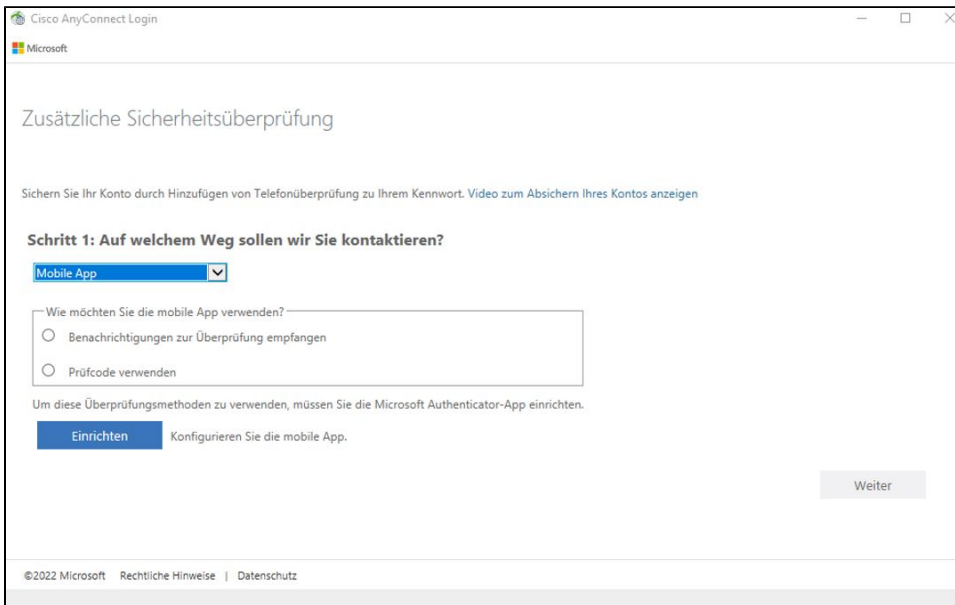 Cisco AnyConnect Login
Microsoft
Zusätzliche Sicherheitsüberprüfung
Sichern Sie Ihr Konto durch Hinzufügen von Telefonüberprüfung zu Ihrem Kennwort. Video zum Absichern Ihres Kontos anzeigen
Schritt 1: Auf welchem Weg sollen wir Sie kontaktieren?
Mobile App
Wie möchten Sie die mobile App verwenden?
Benachrichtigungen zur Überprüfung empfangen
Prüfcode verwenden
Um diese Überprüfungsmethoden zu verwenden, müssen Sie die Microsoft Authenticator-App einrichten.
Einrichten Konfigurieren Sie die mobile App.
Weiter
©2022 Microsoft Rechtliche Hinweise | Datenschutz